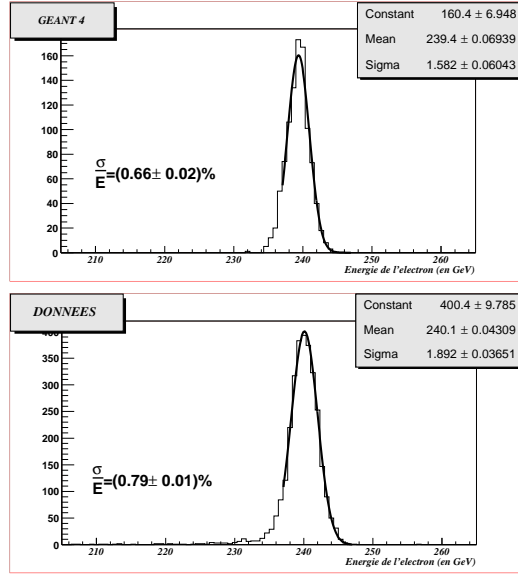 GEANT 4
Constant 160.4 ± 6.948
Mean 239.4 ± 0.06939
Sigma 1.582 ± 0.06043
160
140
120
100
80
60
40
20
0
σ/E=(0.66± 0.02)%
210 220 230 240 250 260
Energie de l'electron (en GeV)
DONNEES
Constant 400.4 ± 9.785
Mean 240.1 ± 0.04309
Sigma 1.892 ± 0.03651
400
350
300
250
200
150
100
50
0
σ/E=(0.79± 0.01)%
210 220 230 240 250 260
Energie de l'electron (en GeV)